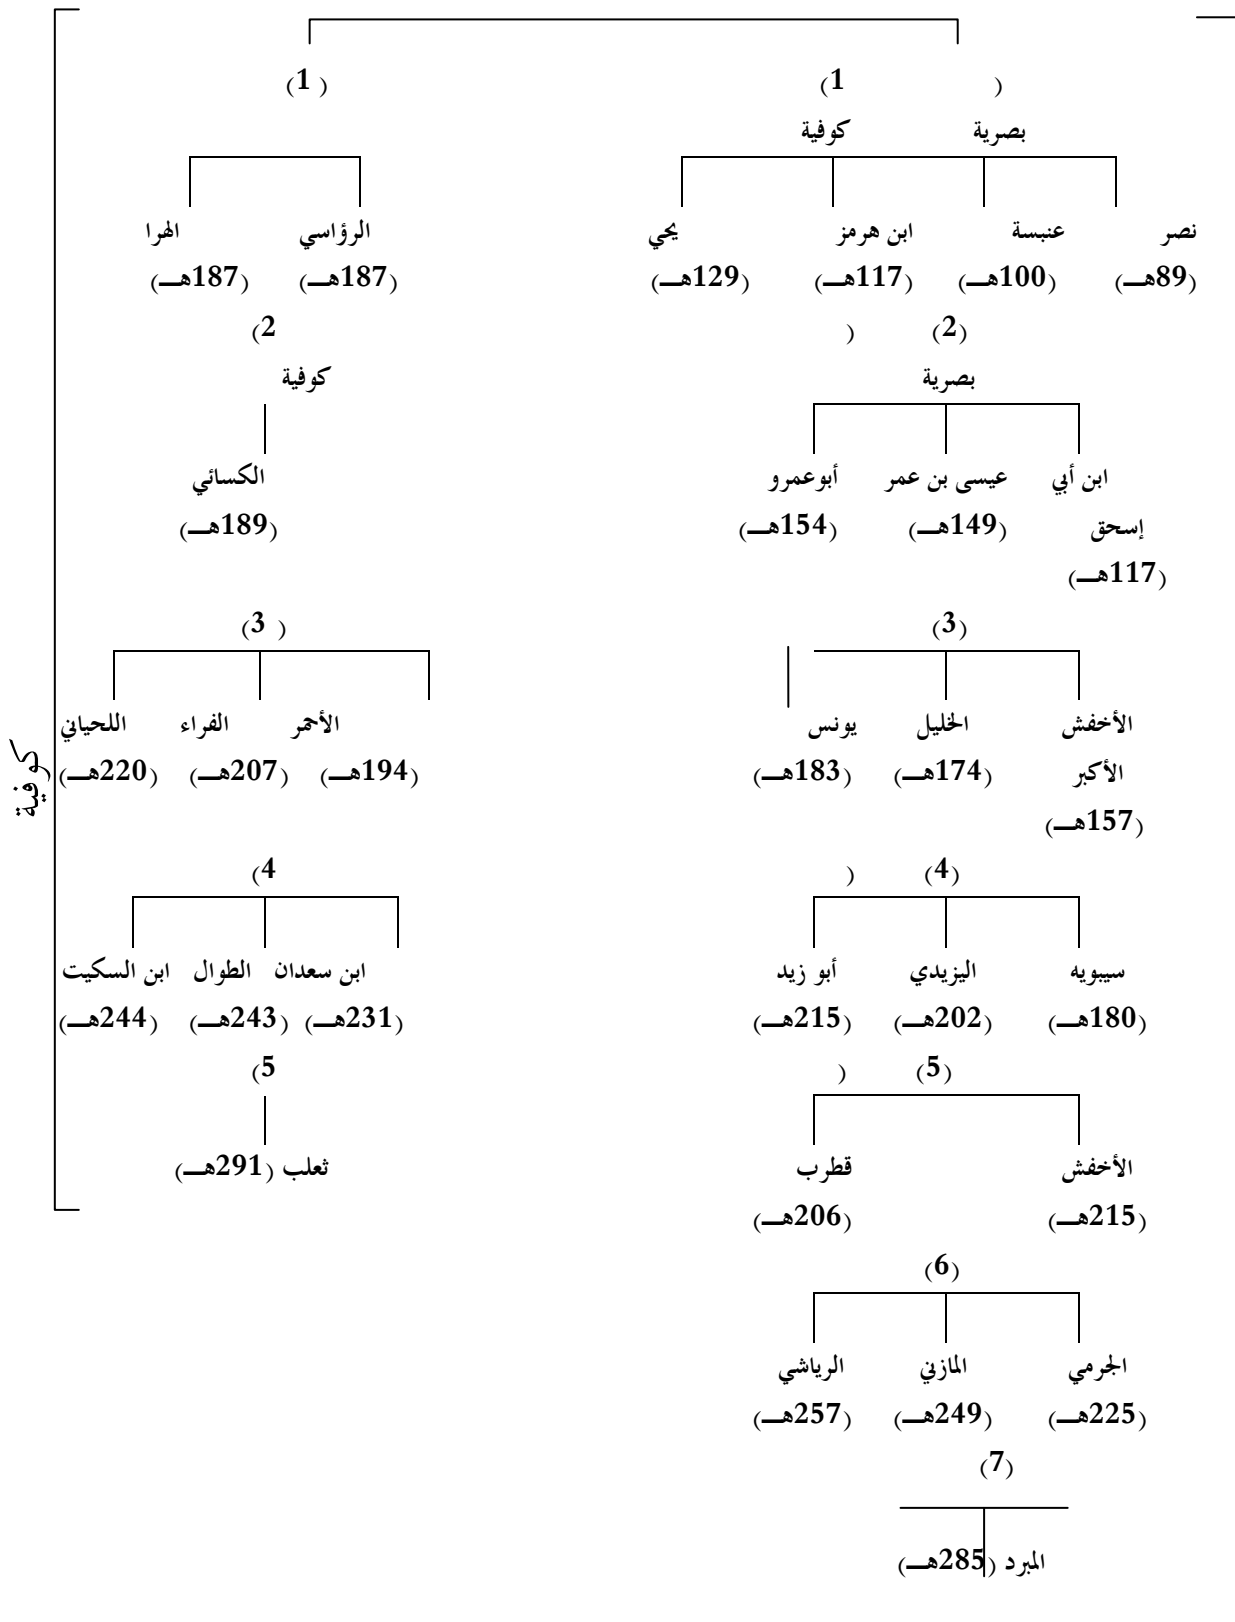 (1) (1)
بصرية كوفية
نصر عنبسة ابن هرمز يحي الرؤاسي الهرا
(89هـ) (100هـ) (117هـ) (129هـ) (187هـ) (187هـ)
(2) (2
بصرية كوفية
ابن أبي عيسى بن عمر أبوعمرو الكسائي
إسحق (149هـ) (154هـ) (189هـ)
(117هـ)
(3) (3)
الأخفش الخليل يونس الأحمر الفراء اللحياني
الأكبر (174هـ) (183هـ) (194هـ) (207هـ) (220هـ)
(157هـ)
كوفية
(4) (4
سيبويه اليزيدي أبو زيد ابن سعدان الطوال ابن السكيت
(180هـ) (202هـ) (215هـ) (231هـ) (243هـ) (244هـ)
(5) (5
الأخفش قطرب ثعلب (291هـ)
(215هـ) (206هـ)
(6)
الجرمي المازني الرياشي
(225هـ) (249هـ) (257هـ)
(7)
المبرد (285هـ)